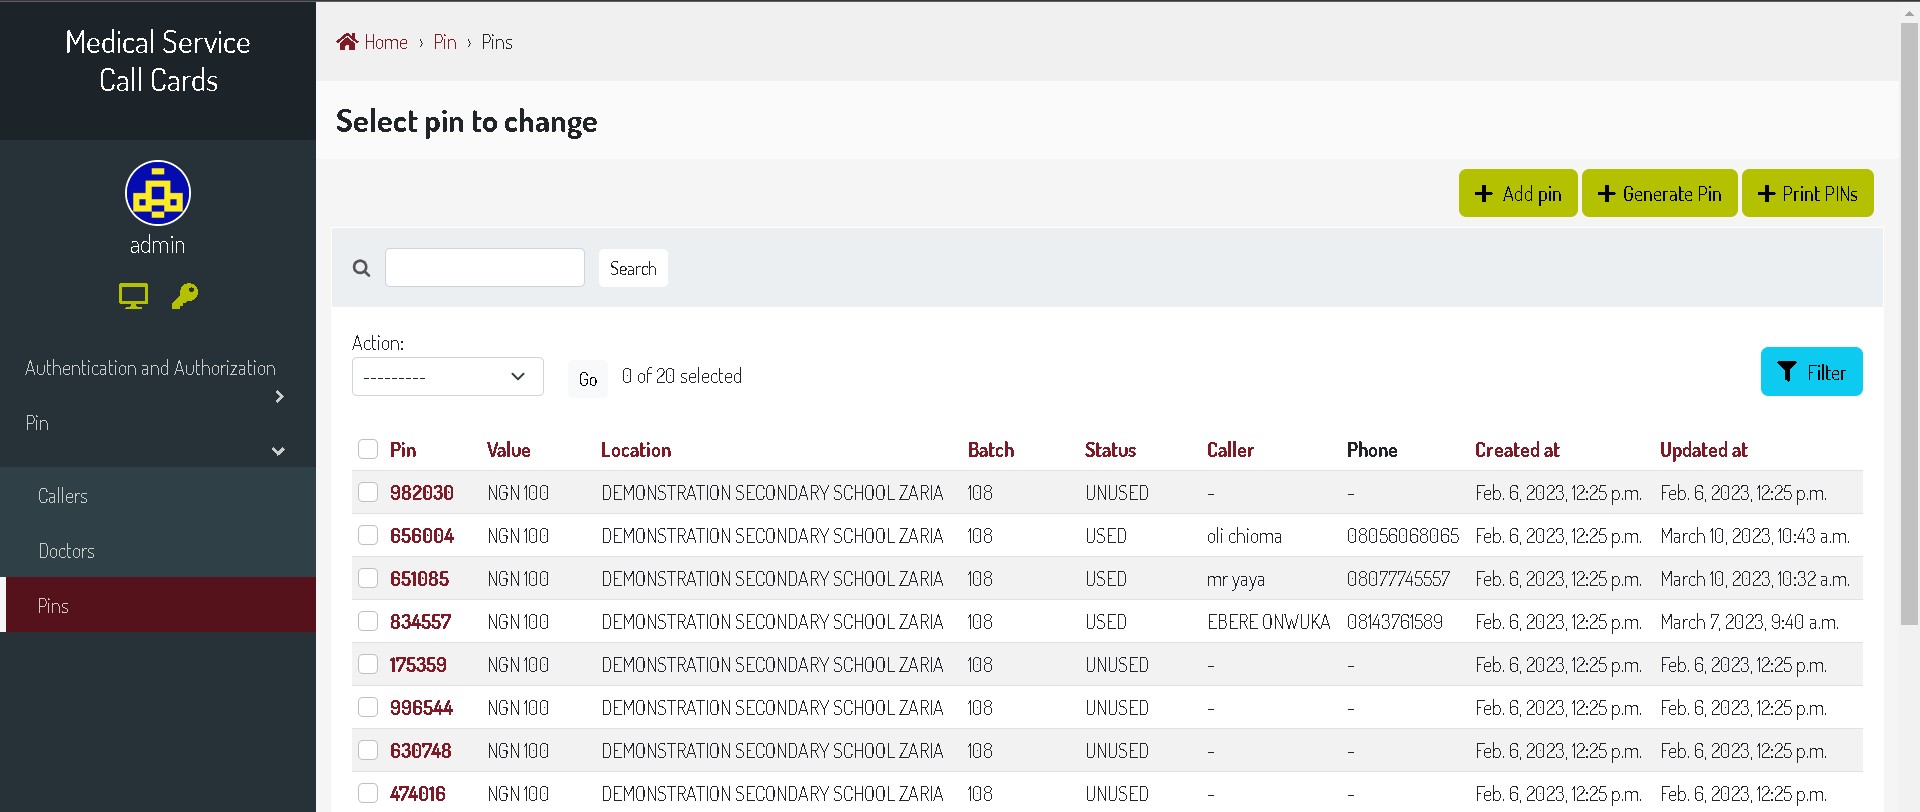 Medical Service
Call Cards
admin
Authentication and Authorization
Pin
Callers
Doctors
Pins
Home › Pin › Pins
Select pin to change
Add pin
Generate Pin
Print PINs
Search
Action:
---------
Go
0 of 20 selected
Filter
Pin Value Location Batch Status Caller Phone Created at Updated at
982030 NGN 100 DEMONSTRATION SECONDARY SCHOOL ZARIA 108 UNUSED - - Feb. 6, 2023, 12:25 p.m. Feb. 6, 2023, 12:25 p.m.
656004 NGN 100 DEMONSTRATION SECONDARY SCHOOL ZARIA 108 USED oli chioma 08056068065 Feb. 6, 2023, 12:25 p.m. March 10, 2023, 10:43 a.m.
651085 NGN 100 DEMONSTRATION SECONDARY SCHOOL ZARIA 108 USED mr yaya 08077745557 Feb. 6, 2023, 12:25 p.m. March 10, 2023, 10:32 a.m.
834557 NGN 100 DEMONSTRATION SECONDARY SCHOOL ZARIA 108 USED EBERE ONWUKA 08143761589 Feb. 6, 2023, 12:25 p.m. March 7, 2023, 9:40 a.m.
175359 NGN 100 DEMONSTRATION SECONDARY SCHOOL ZARIA 108 UNUSED - - Feb. 6, 2023, 12:25 p.m. Feb. 6, 2023, 12:25 p.m.
996544 NGN 100 DEMONSTRATION SECONDARY SCHOOL ZARIA 108 UNUSED - - Feb. 6, 2023, 12:25 p.m. Feb. 6, 2023, 12:25 p.m.
630748 NGN 100 DEMONSTRATION SECONDARY SCHOOL ZARIA 108 UNUSED - - Feb. 6, 2023, 12:25 p.m. Feb. 6, 2023, 12:25 p.m.
474016 NGN 100 DEMONSTRATION SECONDARY SCHOOL ZARIA 108 UNUSED - - Feb. 6, 2023, 12:25 p.m. Feb. 6, 2023, 12:25 p.m.